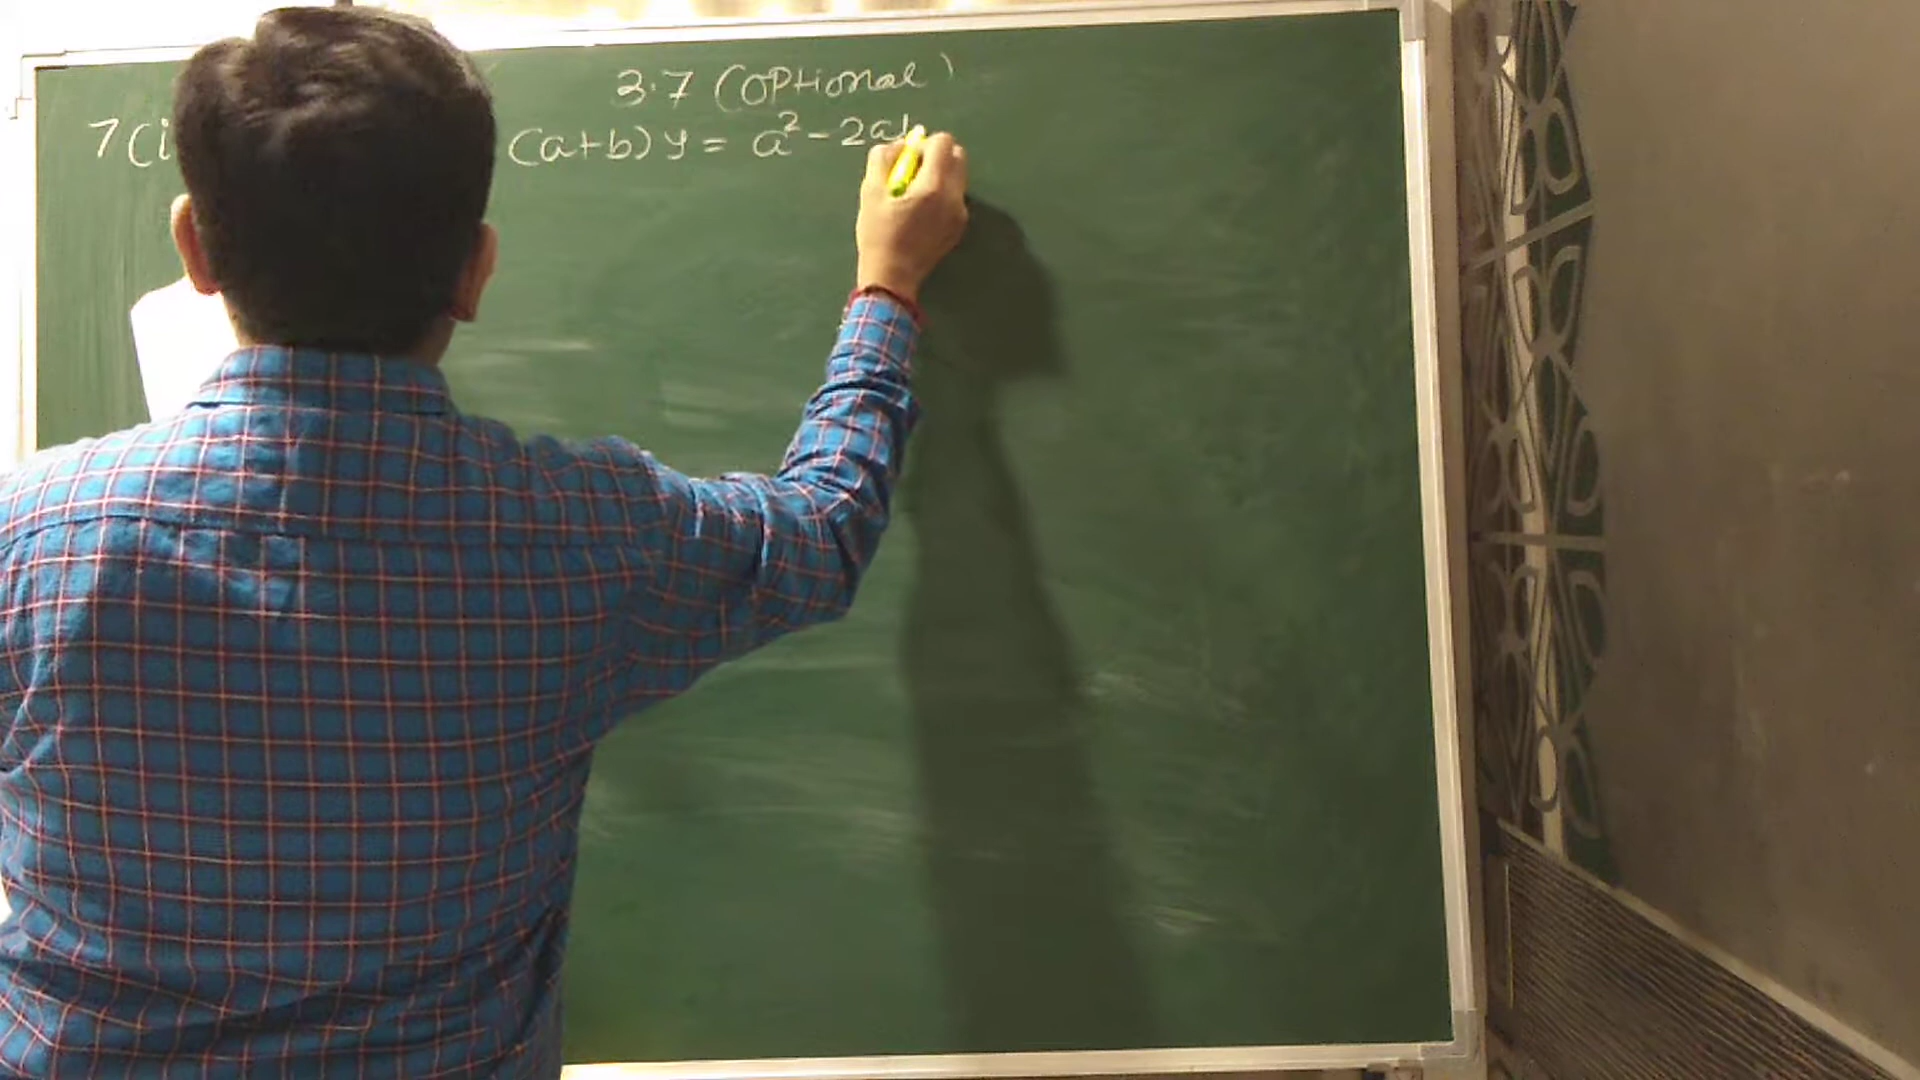 3.7 (Optional)
7(i (a+b)y = a² - 2ab